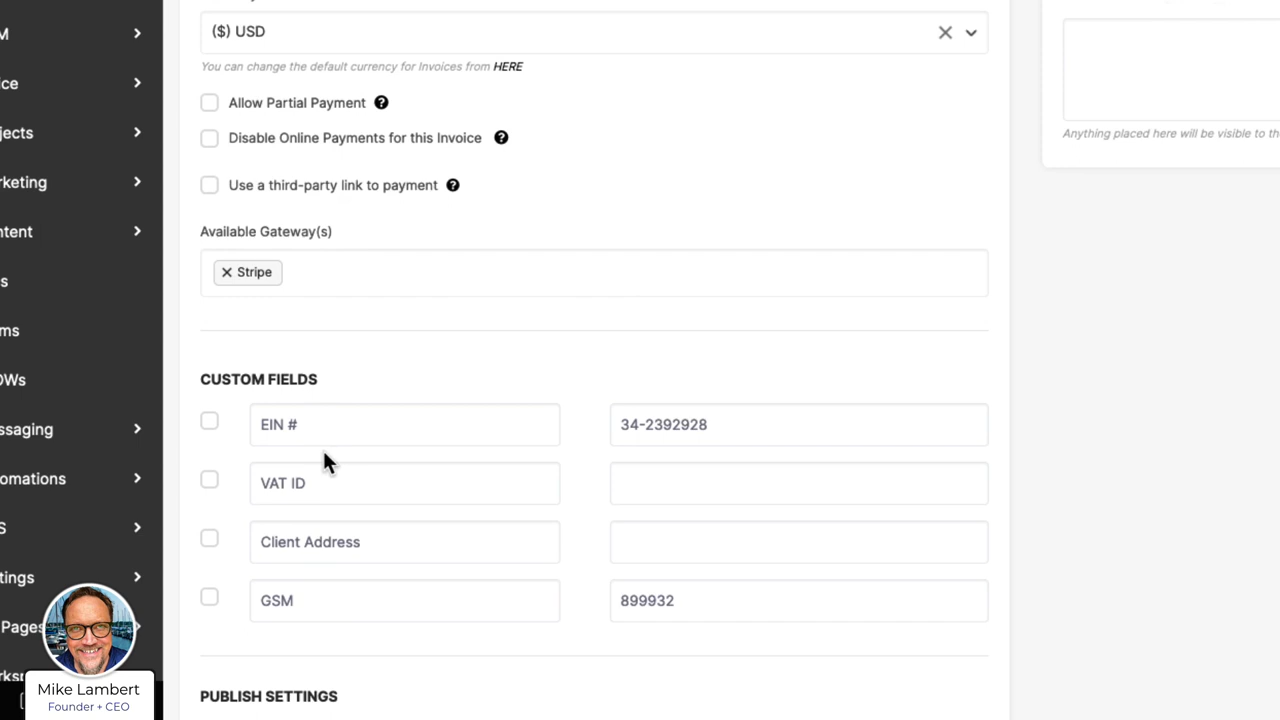 M
($) USD
You can change the default currency for Invoices from HERE
ice
Allow Partial Payment
jects
Disable Online Payments for this Invoice
Anything placed here will be visible to the
rketing
Use a third-party link to payment
ntent
Available Gateway(s)
s
Stripe
ms
OWs
CUSTOM FIELDS
EIN #
34-2392928
ssaging
omations
VAT ID
S
Client Address
tings
GSM
899932
Pages
Mike Lambert
Founder + CEO
PUBLISH SETTINGS